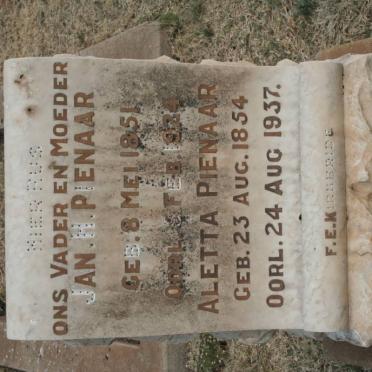 HIER RUS
ONS VADER EN MOEDER
JAN H. PIENAAR
GEB. 8 MEI 1851
OORL. FEB. 1924
ALETTA PIENAAR
GEB. 23 AUG. 1854
OORL. 24 AUG 1937.
F.E.K